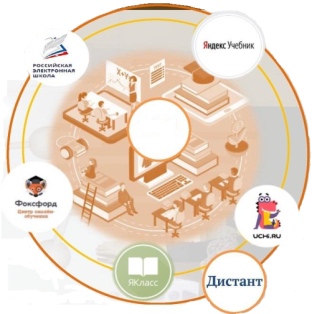 РОССИЙСКАЯ
ЭЛЕКТРОННАЯ
ШКОЛА
Яндекс Учебник
Фоксфорд
Центр онлайн
обучения
UCHi.RU
ЯКласс
Дистант